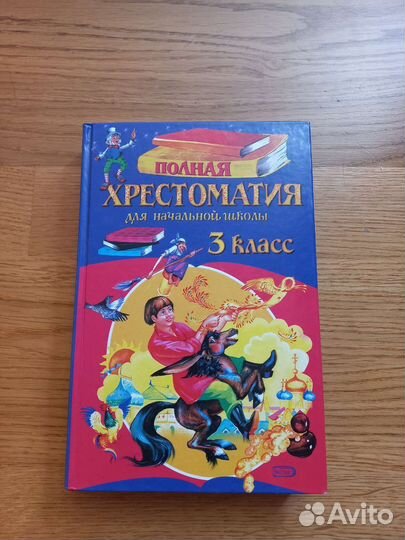 ПОЛНАЯ
ХРЕСТОМАТИЯ
для начальной школы
3 класс
Avito